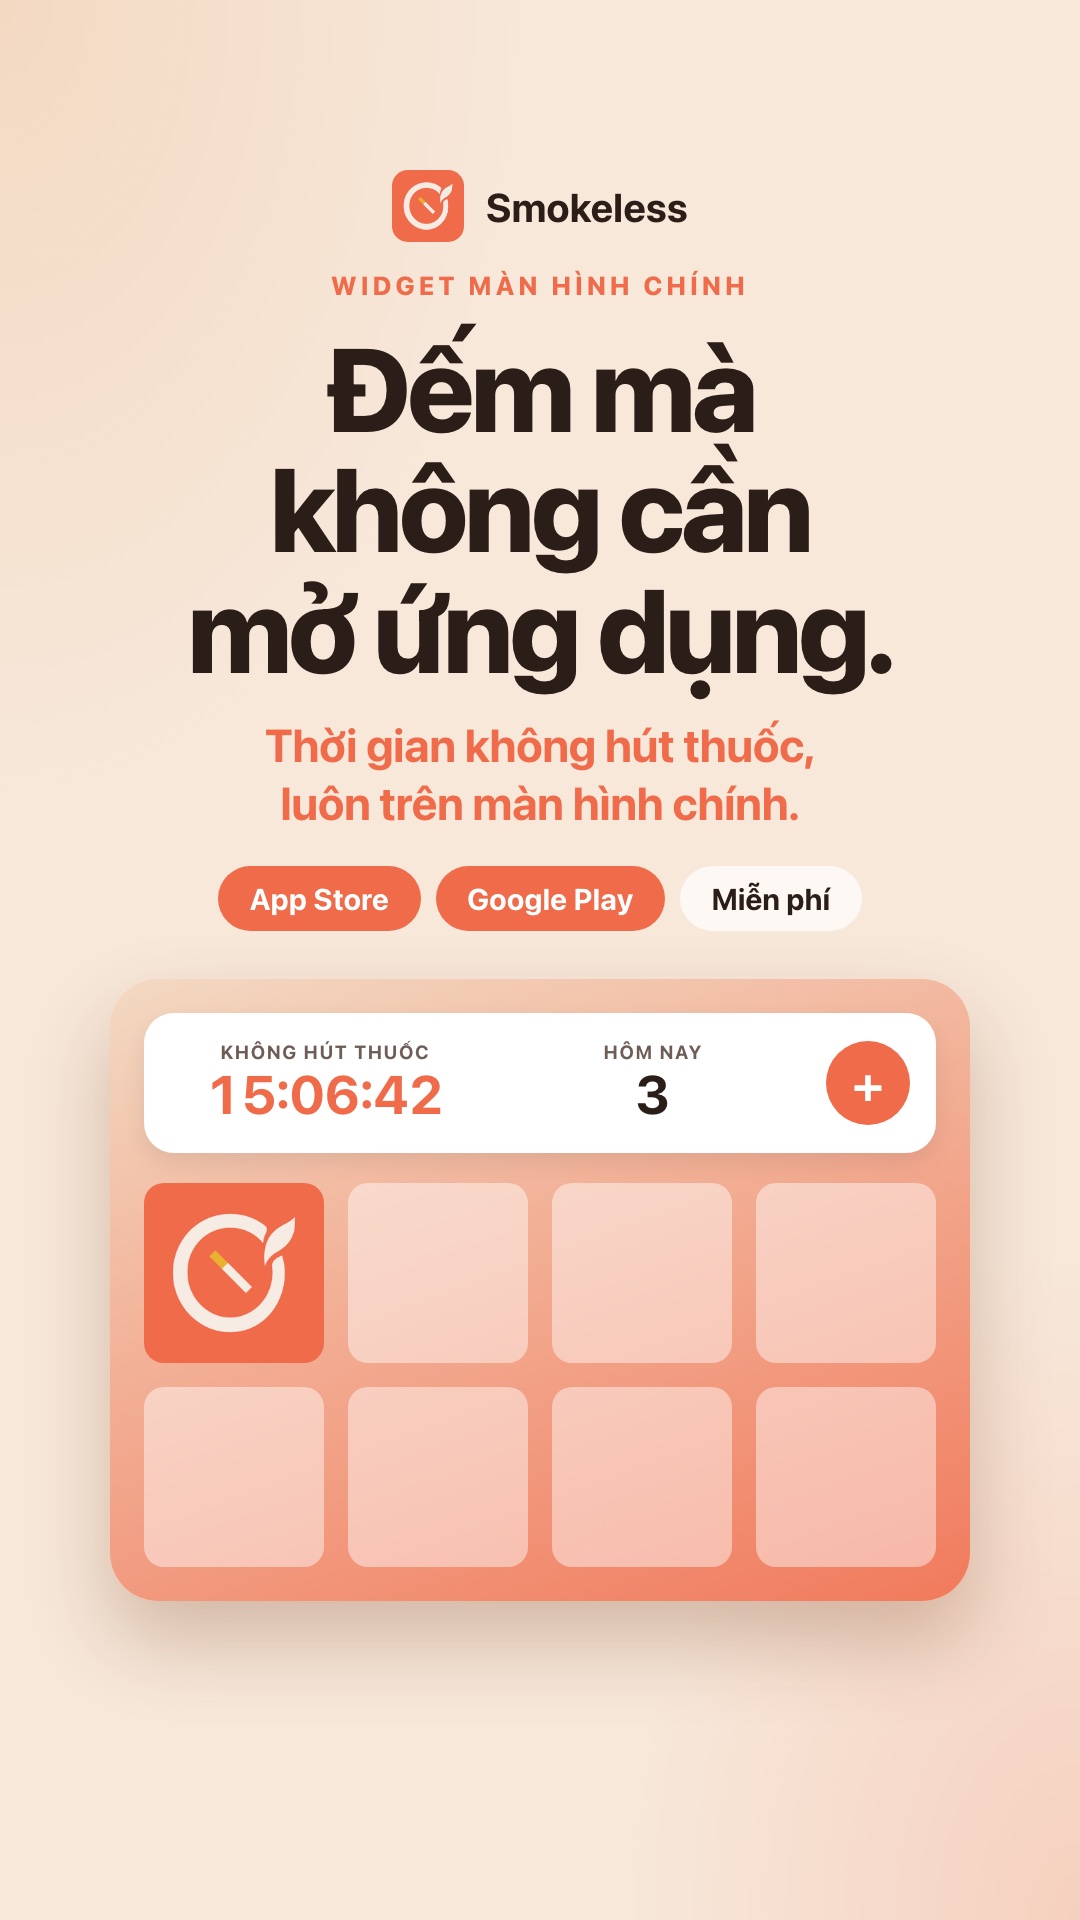 Smokeless
WIDGET MÀN HÌNH CHÍNH
Đếm mà
không cần
mở ứng dụng.
Thời gian không hút thuốc,
luôn trên màn hình chính.
App Store
Google Play
Miễn phí
KHÔNG HÚT THUỐC
HÔM NAY
15:06:42
3
+